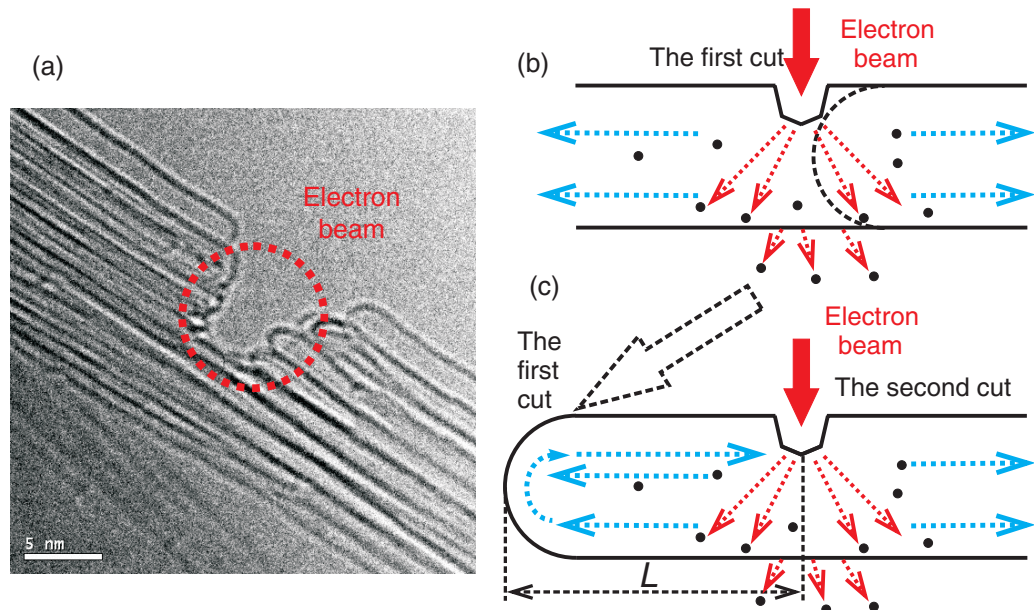 (a)
Electron
beam
5 nm
(b)
The first cut
Electron
beam
(c)
The
first
cut
Electron
beam
The second cut
L